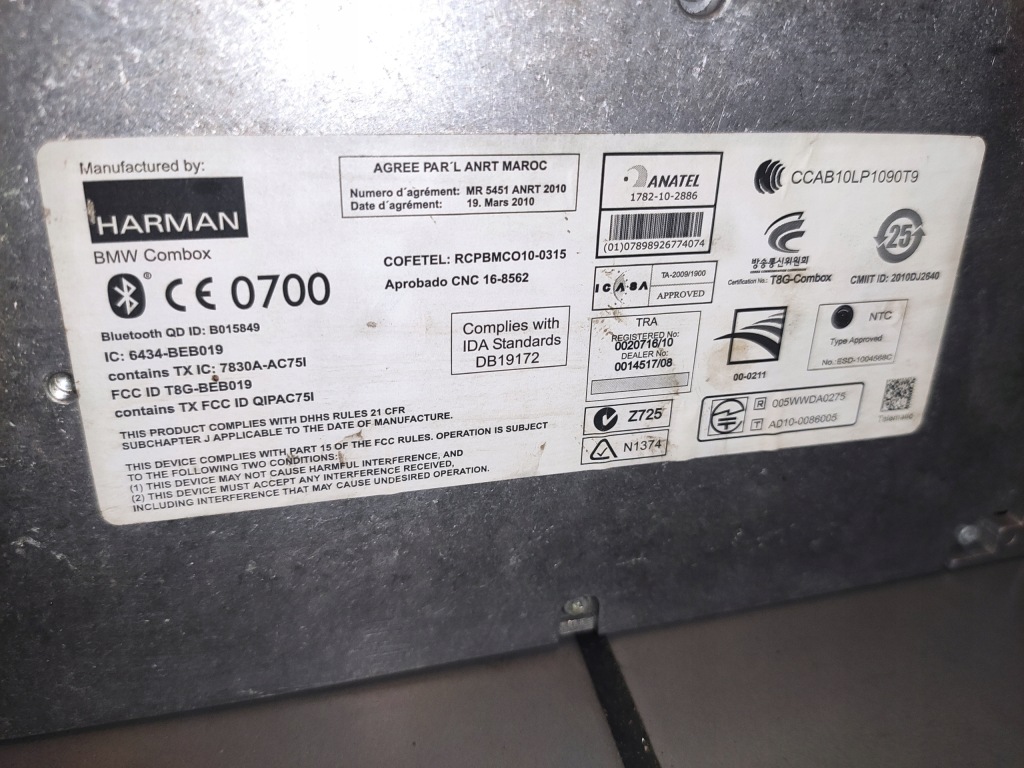 Manufactured by:
HARMAN
BMW Combox
CE 0700
Bluetooth QD ID: B015849
IC: 6434-BEB019
contains TX IC: 7830A-AC75I
FCC ID T8G-BEB019
contains TX FCC ID QIPAC75I
THIS PRODUCT COMPLIES WITH DHHS RULES 21 CFR
SUBCHAPTER J APPLICABLE TO THE DATE OF MANUFACTURE.
THIS DEVICE COMPLIES WITH PART 15 OF THE FCC RULES. OPERATION IS SUBJECT
TO THE FOLLOWING TWO CONDITIONS:
(1) THIS DEVICE MAY NOT CAUSE HARMFUL INTERFERENCE, AND
(2) THIS DEVICE MUST ACCEPT ANY INTERFERENCE RECEIVED,
INCLUDING INTERFERENCE THAT MAY CAUSE UNDESIRED OPERATION.
AGREE PAR´L ANRT MAROC
Numero d´agrément: MR 5451 ANRT 2010
Date d´agrément: 19. Mars 2010
COFETEL: RCPBMCO10-0315
Aprobado CNC 16-8562
Complies with
IDA Standards
DB19172
ANATEL
1782-10-2886
(01)07898926774074
ICASA
TA-2009/1900
APPROVED
TRA
REGISTERED No:
0020716/10
DEALER No:
0014517/08
Z725
N1374
CCAB10LP1090T9
방송통신위원회
Certification No.: T8G-Combox
25
CMIIT ID: 2010DJ2640
00-0211
NTC
Type Approved
No.: ESD-1004568C
R 005WWDA0275
T AD10-0086005